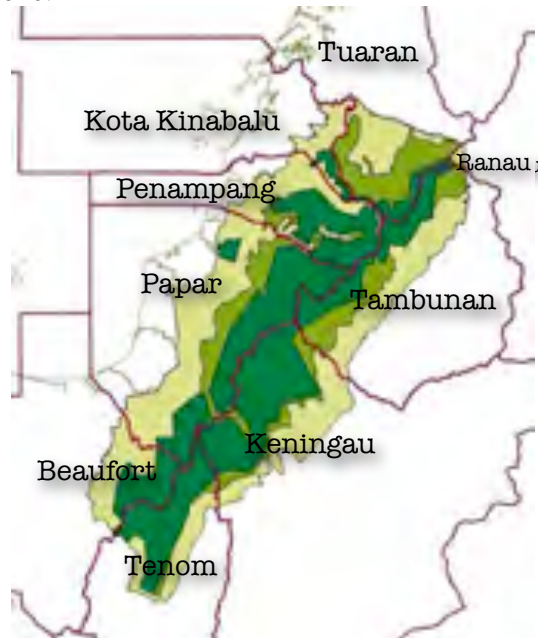 Tuaran
Kota Kinabalu
Ranau
Penampang
Papar
Tambunan
Keningau
Beaufort
Tenom